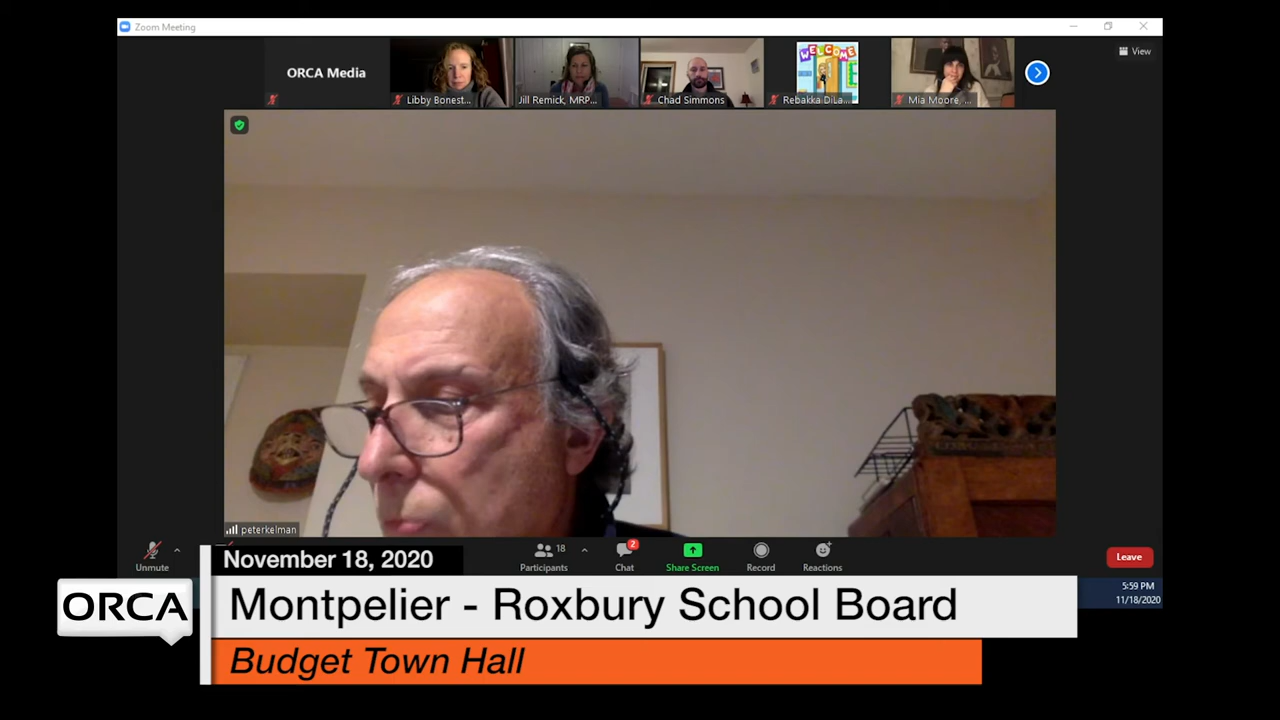 Zoom Meeting
View
ORCA Media
WELCOME
Libby Bonest...
Jill Remick, MRP...
Chad Simmons
Rebakka DiLa...
Mia Moore, ...
peterkelman
Unmute
18
Participants
2
Chat
Share Screen
Record
Reactions
Leave
5:59 PM
11/18/2020
November 18, 2020
ORCA
Montpelier - Roxbury School Board
Budget Town Hall